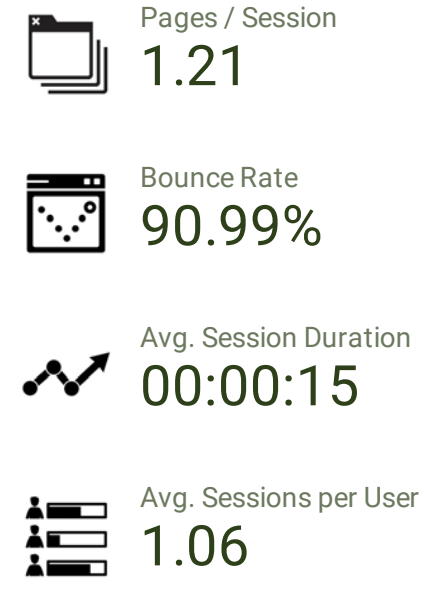 Pages / Session
1.21
Bounce Rate
90.99%
Avg. Session Duration
00:00:15
Avg. Sessions per User
1.06